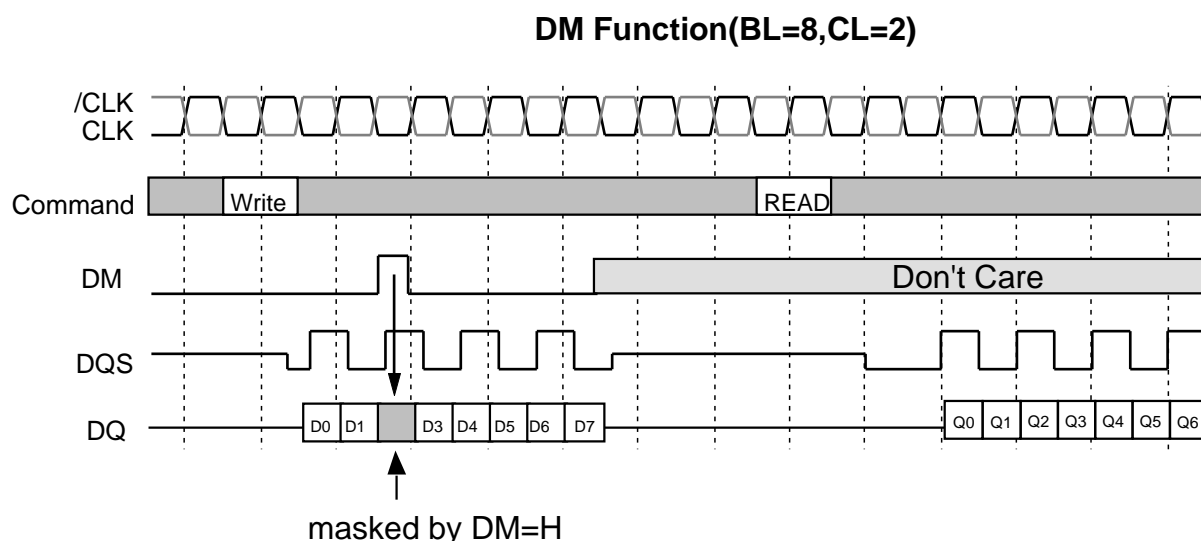 DM Function(BL=8,CL=2)
/CLK
CLK
Command Write READ
DM Don't Care
DQS
DQ D0 D1 D3 D4 D5 D6 D7 Q0 Q1 Q2 Q3 Q4 Q5 Q6
masked by DM=H